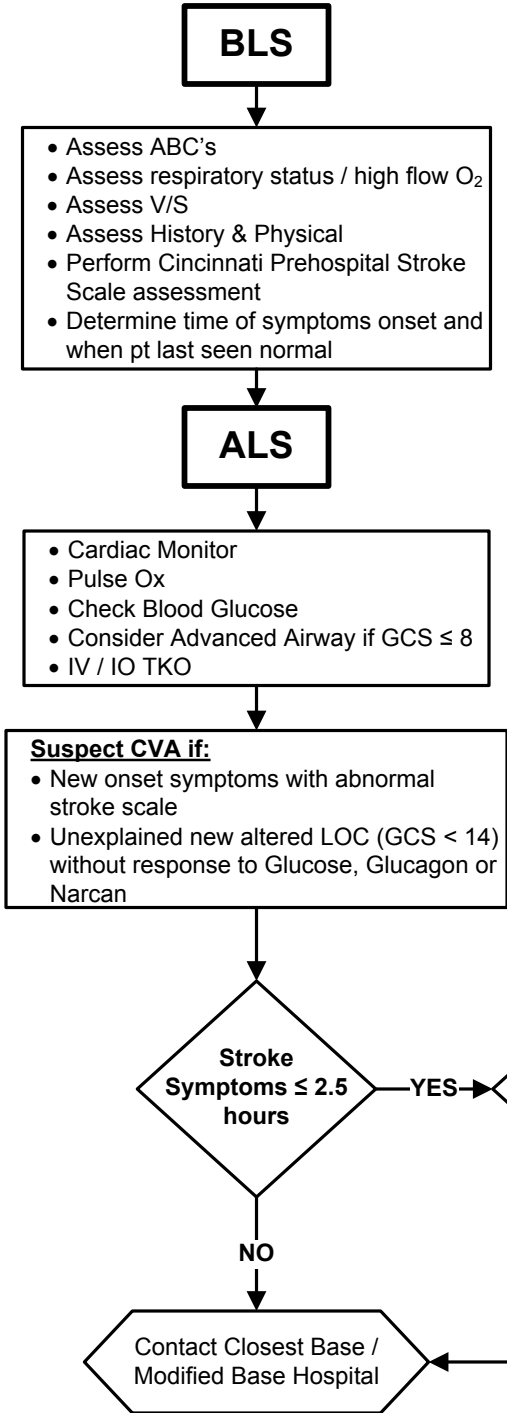 BLS
• Assess ABC's
• Assess respiratory status / high flow O₂
• Assess V/S
• Assess History & Physical
• Perform Cincinnati Prehospital Stroke
Scale assessment
• Determine time of symptoms onset and
when pt last seen normal
ALS
• Cardiac Monitor
• Pulse Ox
• Check Blood Glucose
• Consider Advanced Airway if GCS ≤ 8
• IV / IO TKO
Suspect CVA if:
• New onset symptoms with abnormal
stroke scale
• Unexplained new altered LOC (GCS < 14)
without response to Glucose, Glucagon or
Narcan
Stroke
Symptoms ≤ 2.5
hours
YES
NO
Contact Closest Base /
Modified Base Hospital